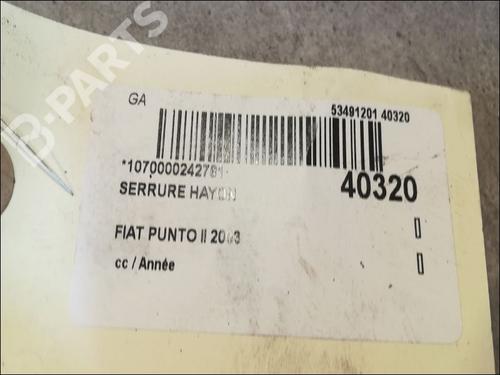 B-PARTS
GA
53491201 40320
*1070000242781
SERRURE HAYON
40320
FIAT PUNTO II 2003
cc / Année